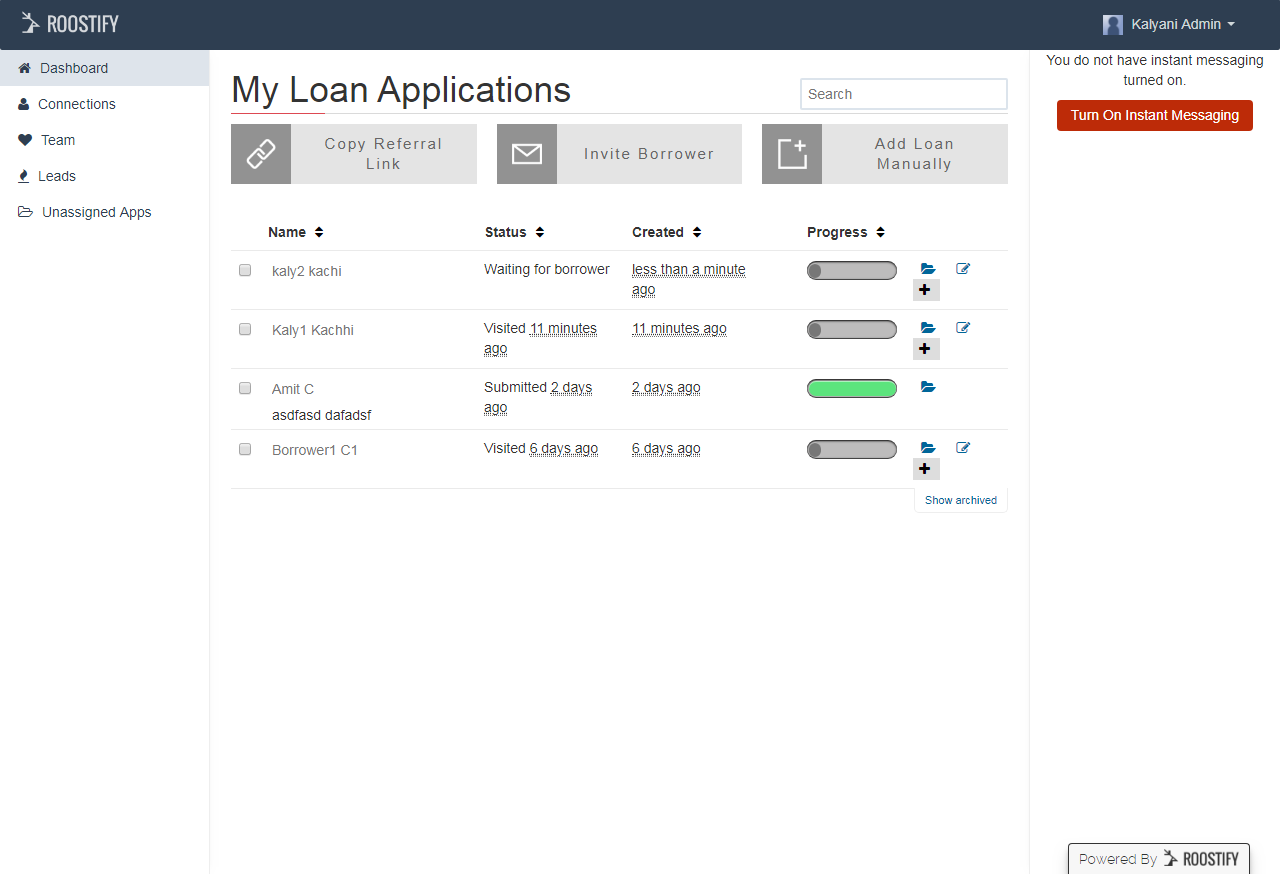 ROOSTIFY
Kalyani Admin
Dashboard
Connections
Team
Leads
Unassigned Apps
My Loan Applications
Search
Copy Referral
Link
Invite Borrower
Add Loan
Manually
Name Status Created Progress
kaly2 kachi Waiting for borrower less than a minute
ago
Kaly1 Kachhi Visited 11 minutes 11 minutes ago
ago
Amit C Submitted 2 days 2 days ago
ago
asdfasd dafadsf
Borrower1 C1 Visited 6 days ago 6 days ago
Show archived
You do not have instant messaging
turned on.
Turn On Instant Messaging
Powered By ROOSTIFY